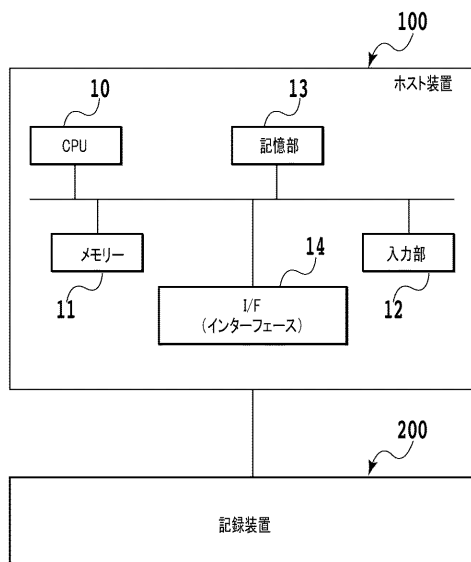 100
ホスト装置
10
13
CPU
記憶部
メモリー
入力部
11
14
12
I/F
(インターフェース)
200
記録装置